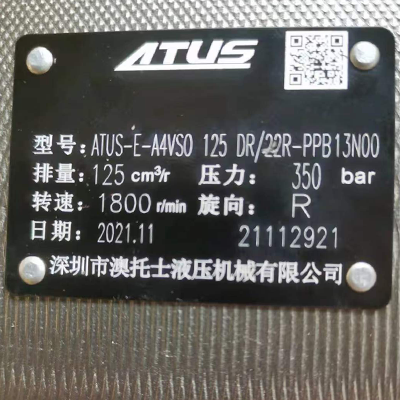 ATUS
型号: ATUS-E-A4VSO 125 DR/22R-PPB13N00
排量: 125 cm³/r 压力: 350 bar
转速: 1800 r/min 旋向: R
日期: 2021.11 21112921
深圳市澳托士液压机械有限公司